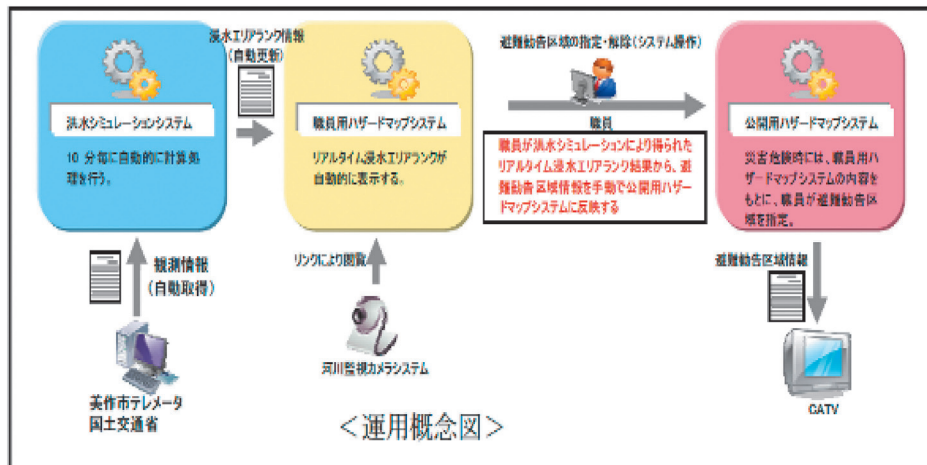 浸水エリアランク情報
(自動更新)
避難勧告区域の指定・解除(システム操作)
洪水シミュレーションシステム
10分毎に自動的に計算処
理を行う。
職員用ハザードマップシステム
リアルタイム浸水エリアランクが
自動的に表示する。
職員
職員が洪水シミュレーションにより得られた
リアルタイム浸水エリアランク結果から、避
難勧告区域情報を手動で公開用ハザー
ドマップシステムに反映する
公開用ハザードマップシステム
災害危険時には、職員用ハ
ザードマップシステムの内容を
もとに、職員が避難勧告区
域を指定。
観測情報
(自動取得)
リンクにより閲覧
避難勧告区域情報
美作市テレメータ
国土交通省
河川監視カメラシステム
CATV
<運用概念図>